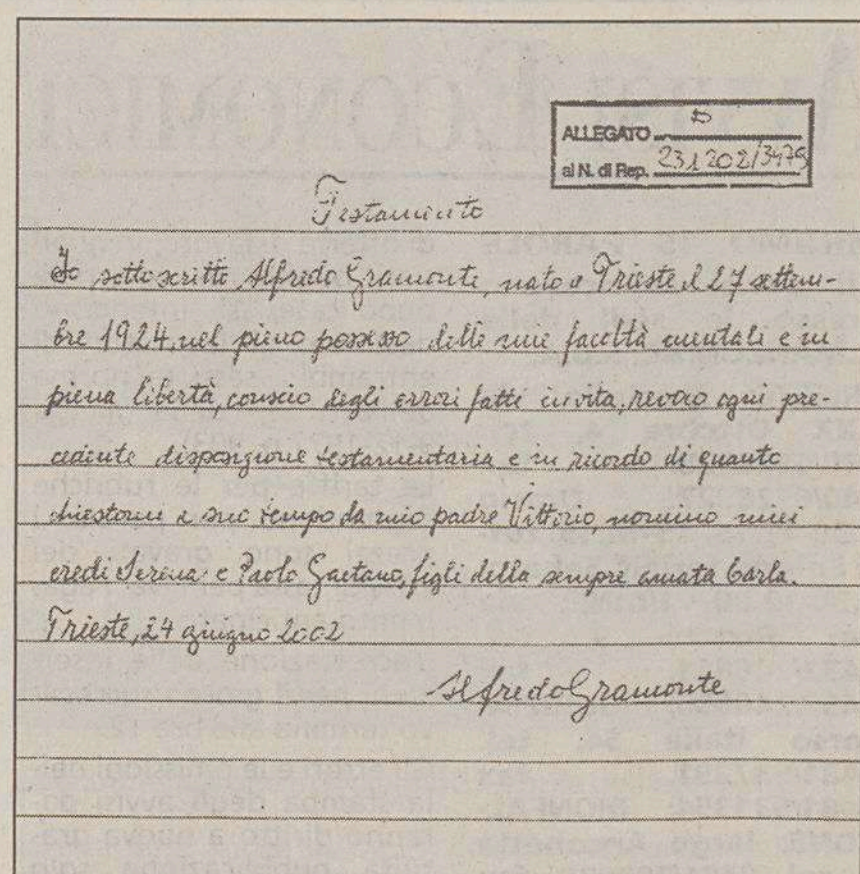 ALLEGATO D
al N. di Rep. 231202/3479
Testamento
Io sottoscritto Alfredo Gramonte, nato a Trieste il 27 settem-
bre 1924, nel pieno possesso delle mie facoltà mentali e in
piena libertà, conscio degli errori fatti in vita, revoco ogni pre-
cedente disposizione testamentaria e in ricordo di quanto
chiestomi a suo tempo da mio padre Vittorio, nomino miei
eredi Serena e Paolo Gaetano, figli della sempre amata Carla.
Trieste, 24 giugno 2002
Alfredo Gramonte